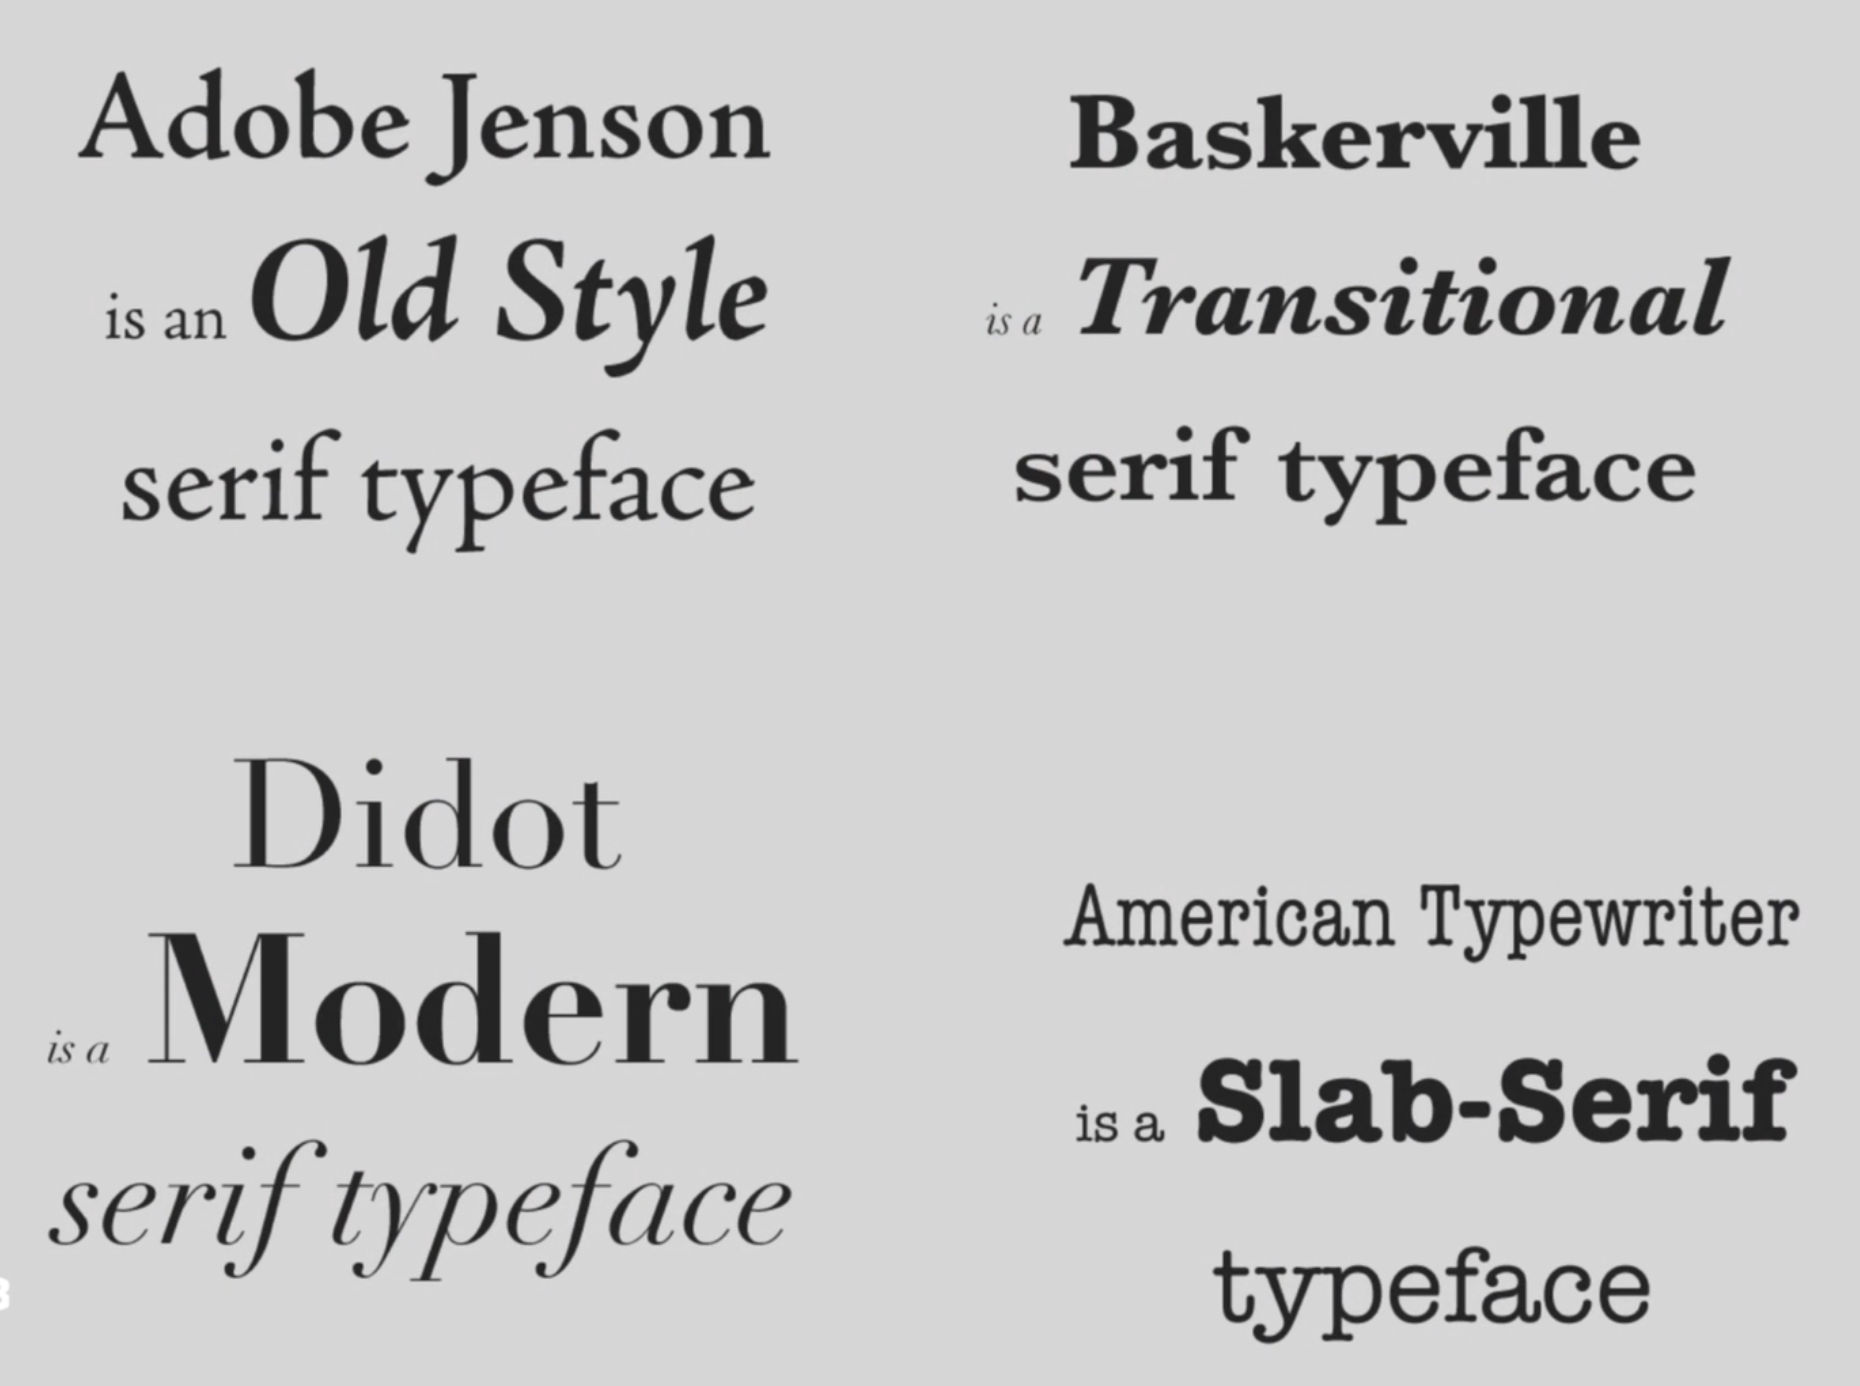 Adobe Jenson
is an Old Style
serif typeface
Baskerville
is a Transitional
serif typeface
Didot
is a Modern
serif typeface
American Typewriter
is a Slab-Serif
typeface